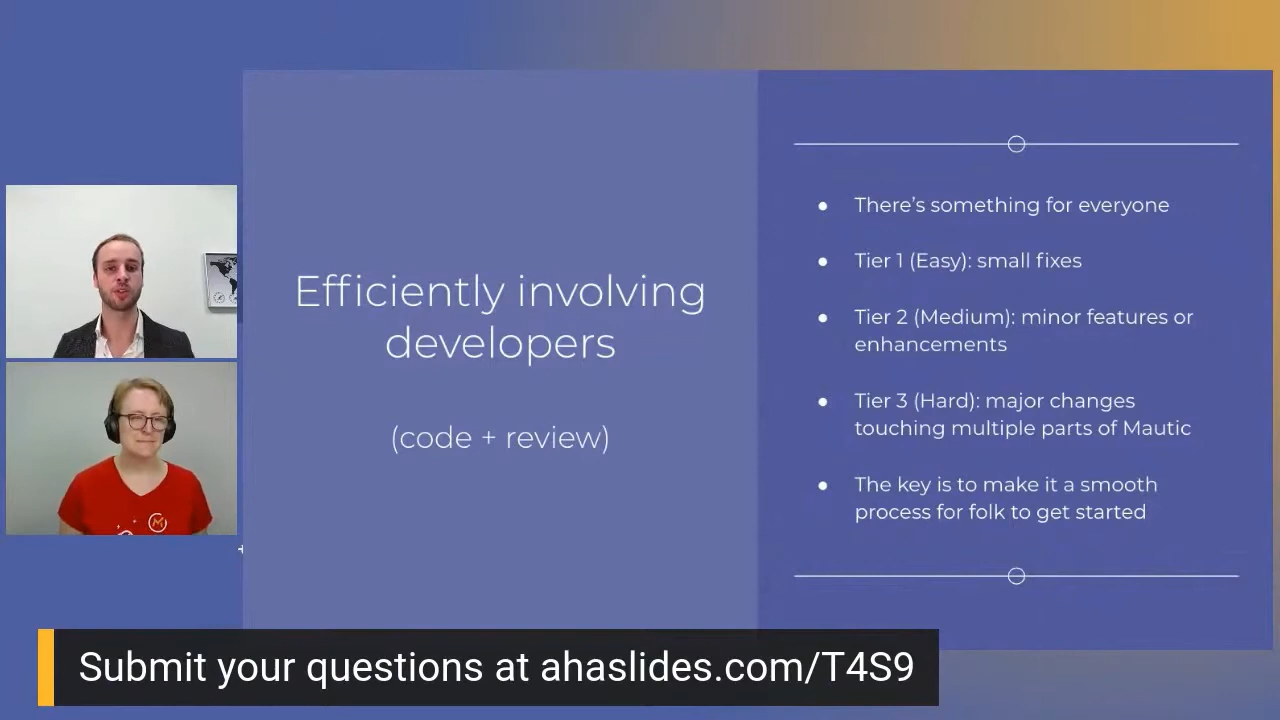 Efficiently involving
developers
(code + review)
● There’s something for everyone
● Tier 1 (Easy): small fixes
● Tier 2 (Medium): minor features or
enhancements
● Tier 3 (Hard): major changes
touching multiple parts of Mautic
● The key is to make it a smooth
process for folk to get started
Submit your questions at ahaslides.com/T4S9